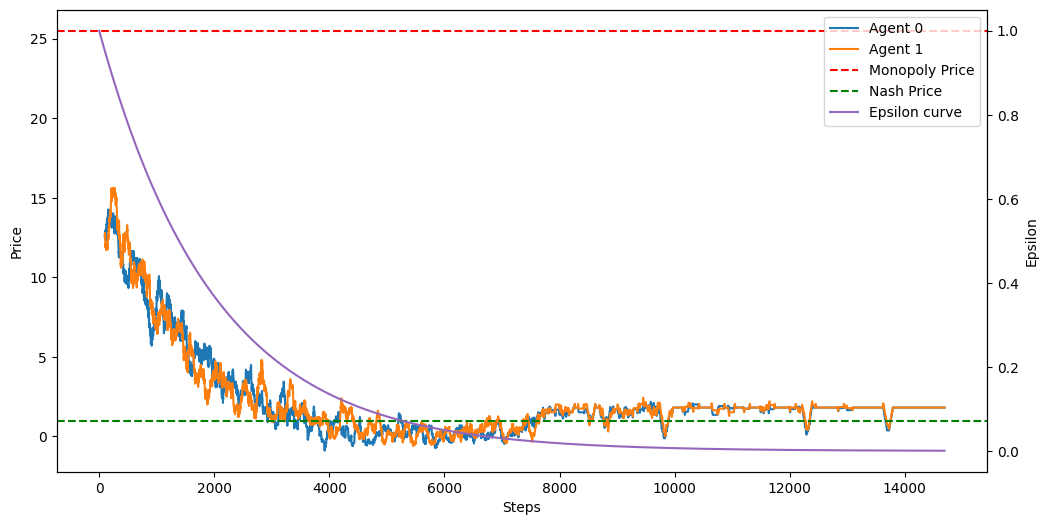 Agent 0
Agent 1
Monopoly Price
Nash Price
Epsilon curve
25
20
15
10
5
0
Price
1.0
0.8
0.6
0.4
0.2
0.0
Epsilon
0 2000 4000 6000 8000 10000 12000 14000
Steps